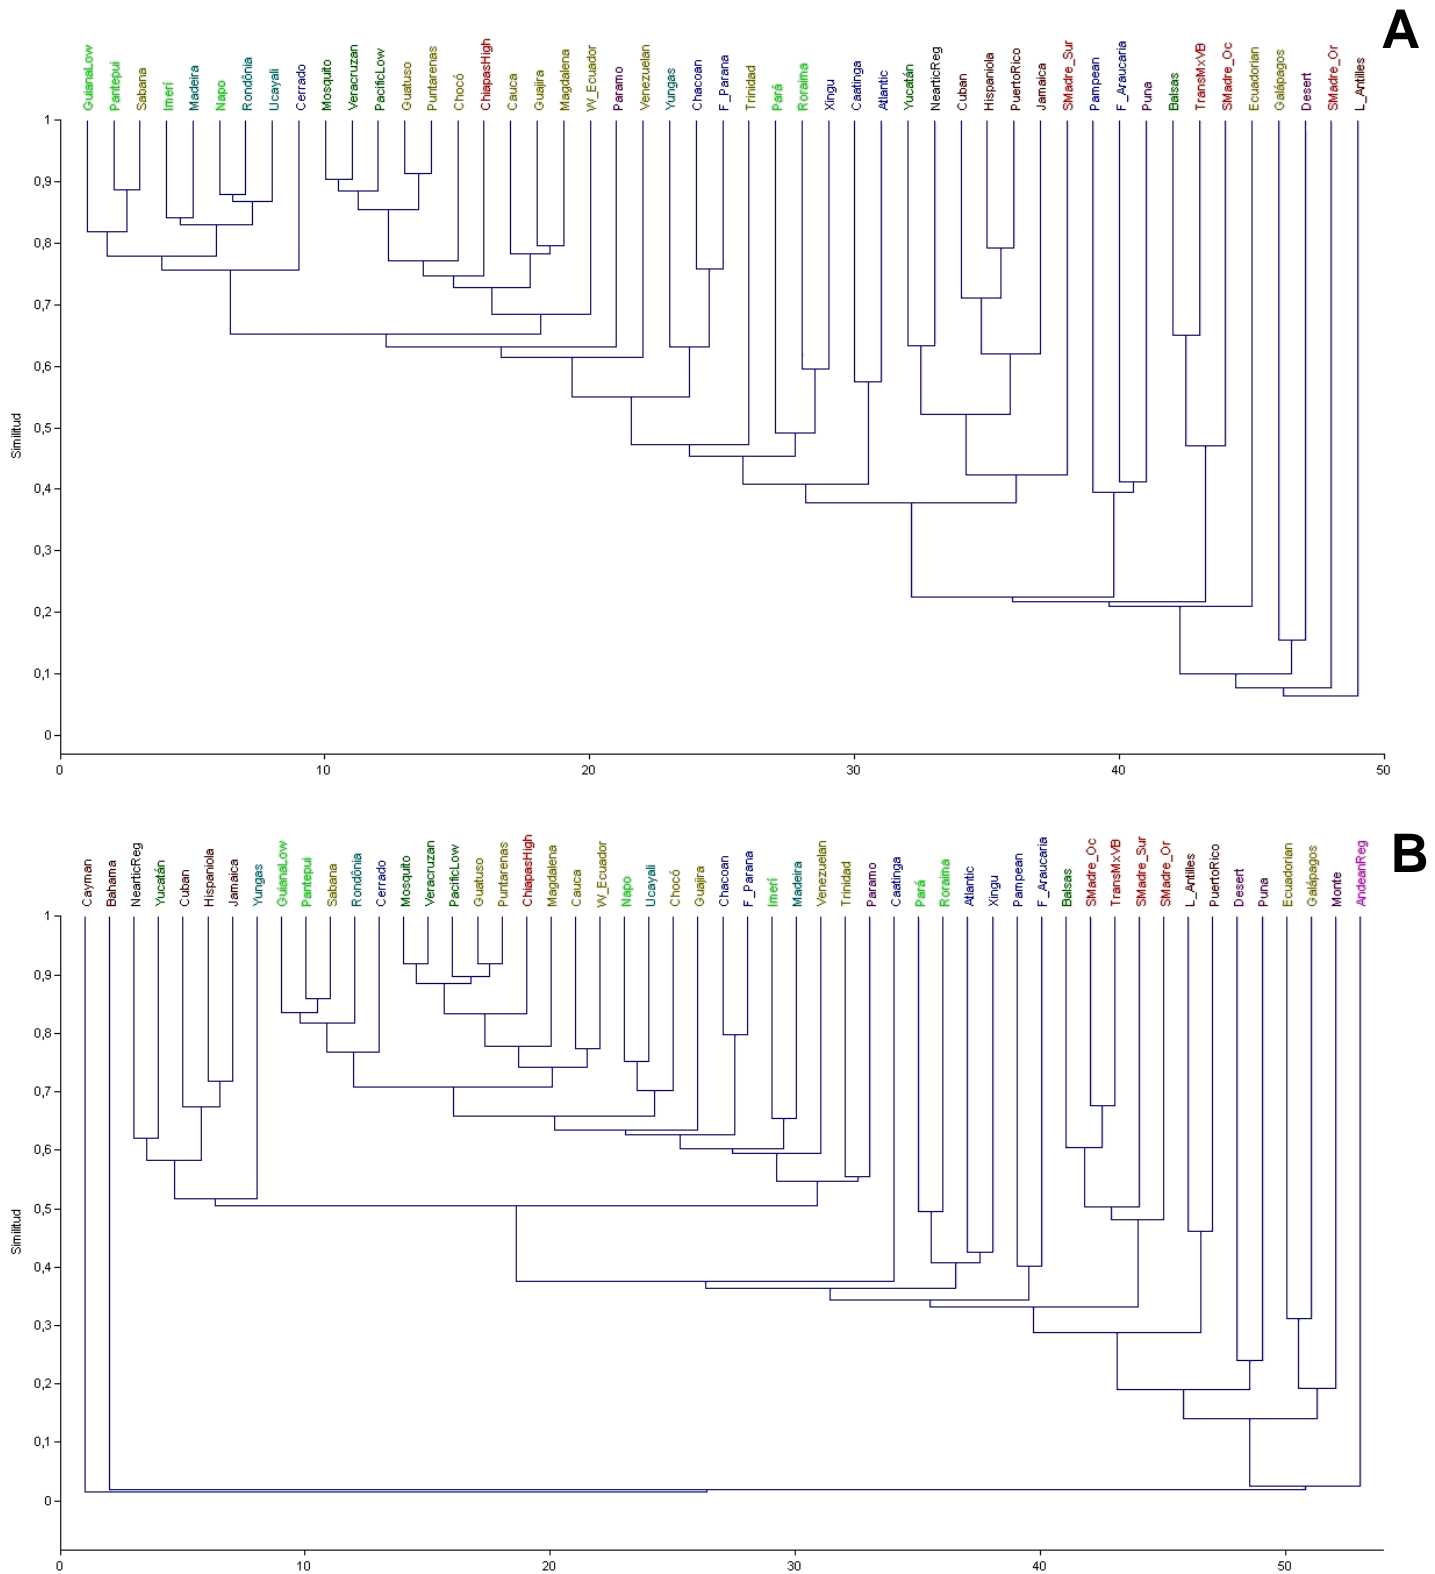 A
GuianaLow
Pantepui
Sabana
Imerí
Madeira
Napo
Rondônia
Ucayali
Cerrado
Mosquito
Veracruzan
PacificLow
Guatuso
Puntarenas
Chocó
ChiapasHigh
Cauca
Guajira
Magdalena
W_Ecuador
Paramo
Venezuelan
Yungas
Chacoan
F_Parana
Trinidad
Pará
Roraima
Xingu
Caatinga
Atlantic
Yucatán
NearticReg
Cuban
Hispaniola
PuertoRico
Jamaica
SMadre_Sur
Pampean
F_Araucaria
Puna
Balsas
TransMxVB
SMadre_Oc
Ecuadorian
Galápagos
Desert
SMadre_Or
L_Antilles
1
0,9
0,8
0,7
0,6
0,5
0,4
0,3
0,2
0,1
0
Similitud
0 10 20 30 40 50
B
Cayman
Bahama
NearticReg
Yucatán
Cuban
Hispaniola
Jamaica
Yungas
GuianaLow
Pantepui
Sabana
Rondônia
Cerrado
Mosquito
Veracruzan
PacificLow
Guatuso
Puntarenas
ChiapasHigh
Magdalena
Cauca
W_Ecuador
Napo
Ucayali
Chocó
Guajira
Chacoan
F_Parana
Imerí
Madeira
Venezuelan
Trinidad
Paramo
Caatinga
Pará
Roraima
Atlantic
Xingu
Pampean
F_Araucaria
Balsas
SMadre_Oc
TransMxVB
SMadre_Sur
SMadre_Or
L_Artilles
PuertoRico
Desert
Puna
Ecuadorian
Galápagos
Monte
AndeanReg
1
0,9
0,8
0,7
0,6
0,5
0,4
0,3
0,2
0,1
0
Similitud
0 10 20 30 40 50